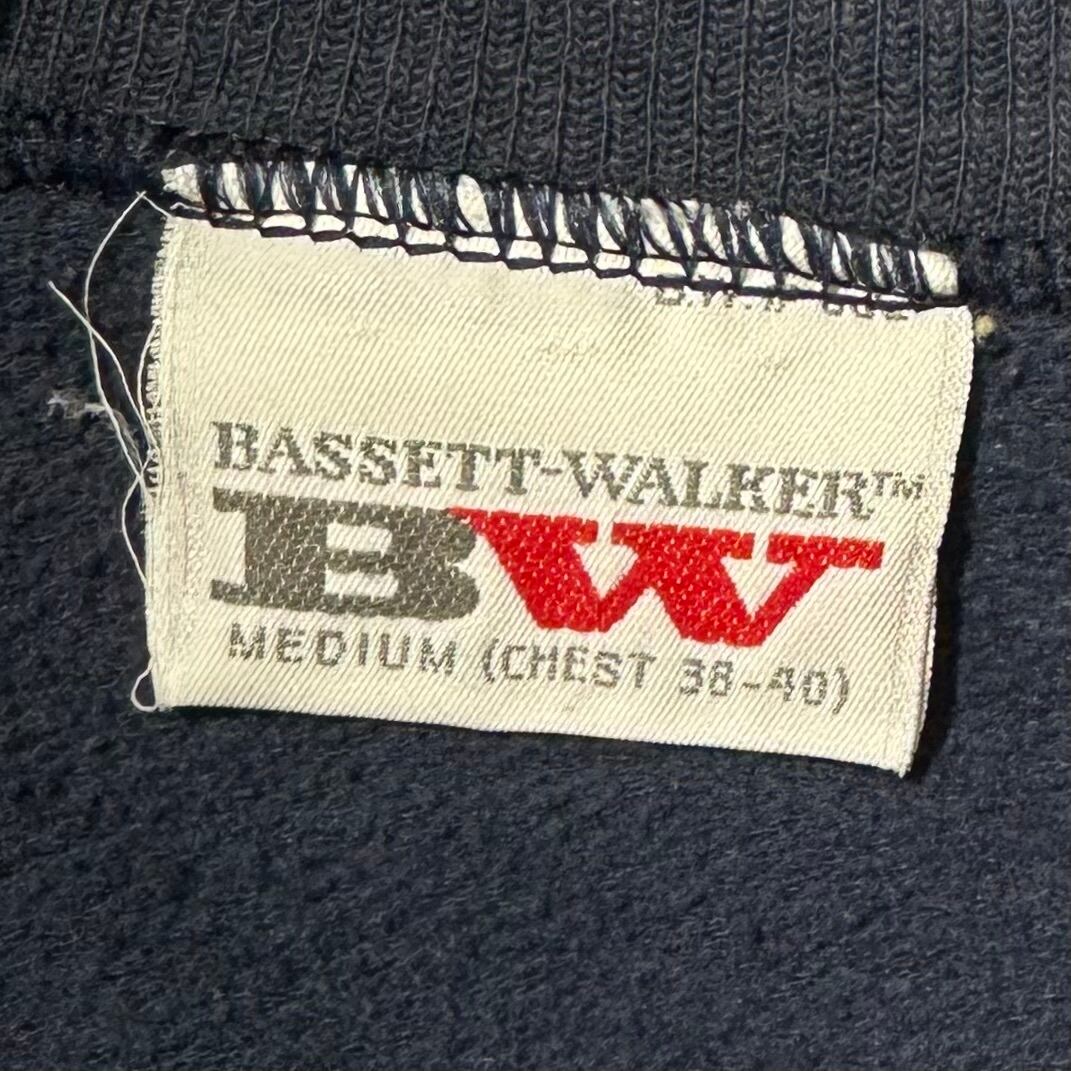 BASSETT-WALKER™
BW
MEDIUM (CHEST 38-40)